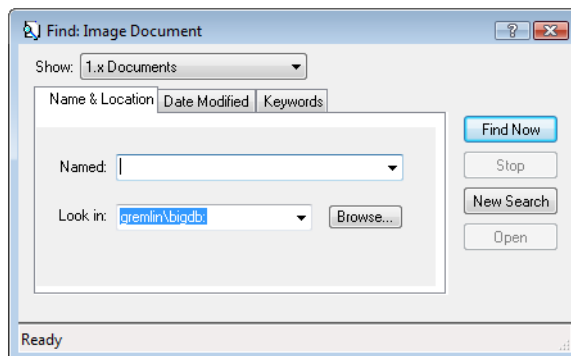 Find: Image Document
Show: 1.x Documents
Name & Location Date Modified Keywords
Named:
Look in: gremlin\bigdb: Browse...
Find Now
Stop
New Search
Open
Ready